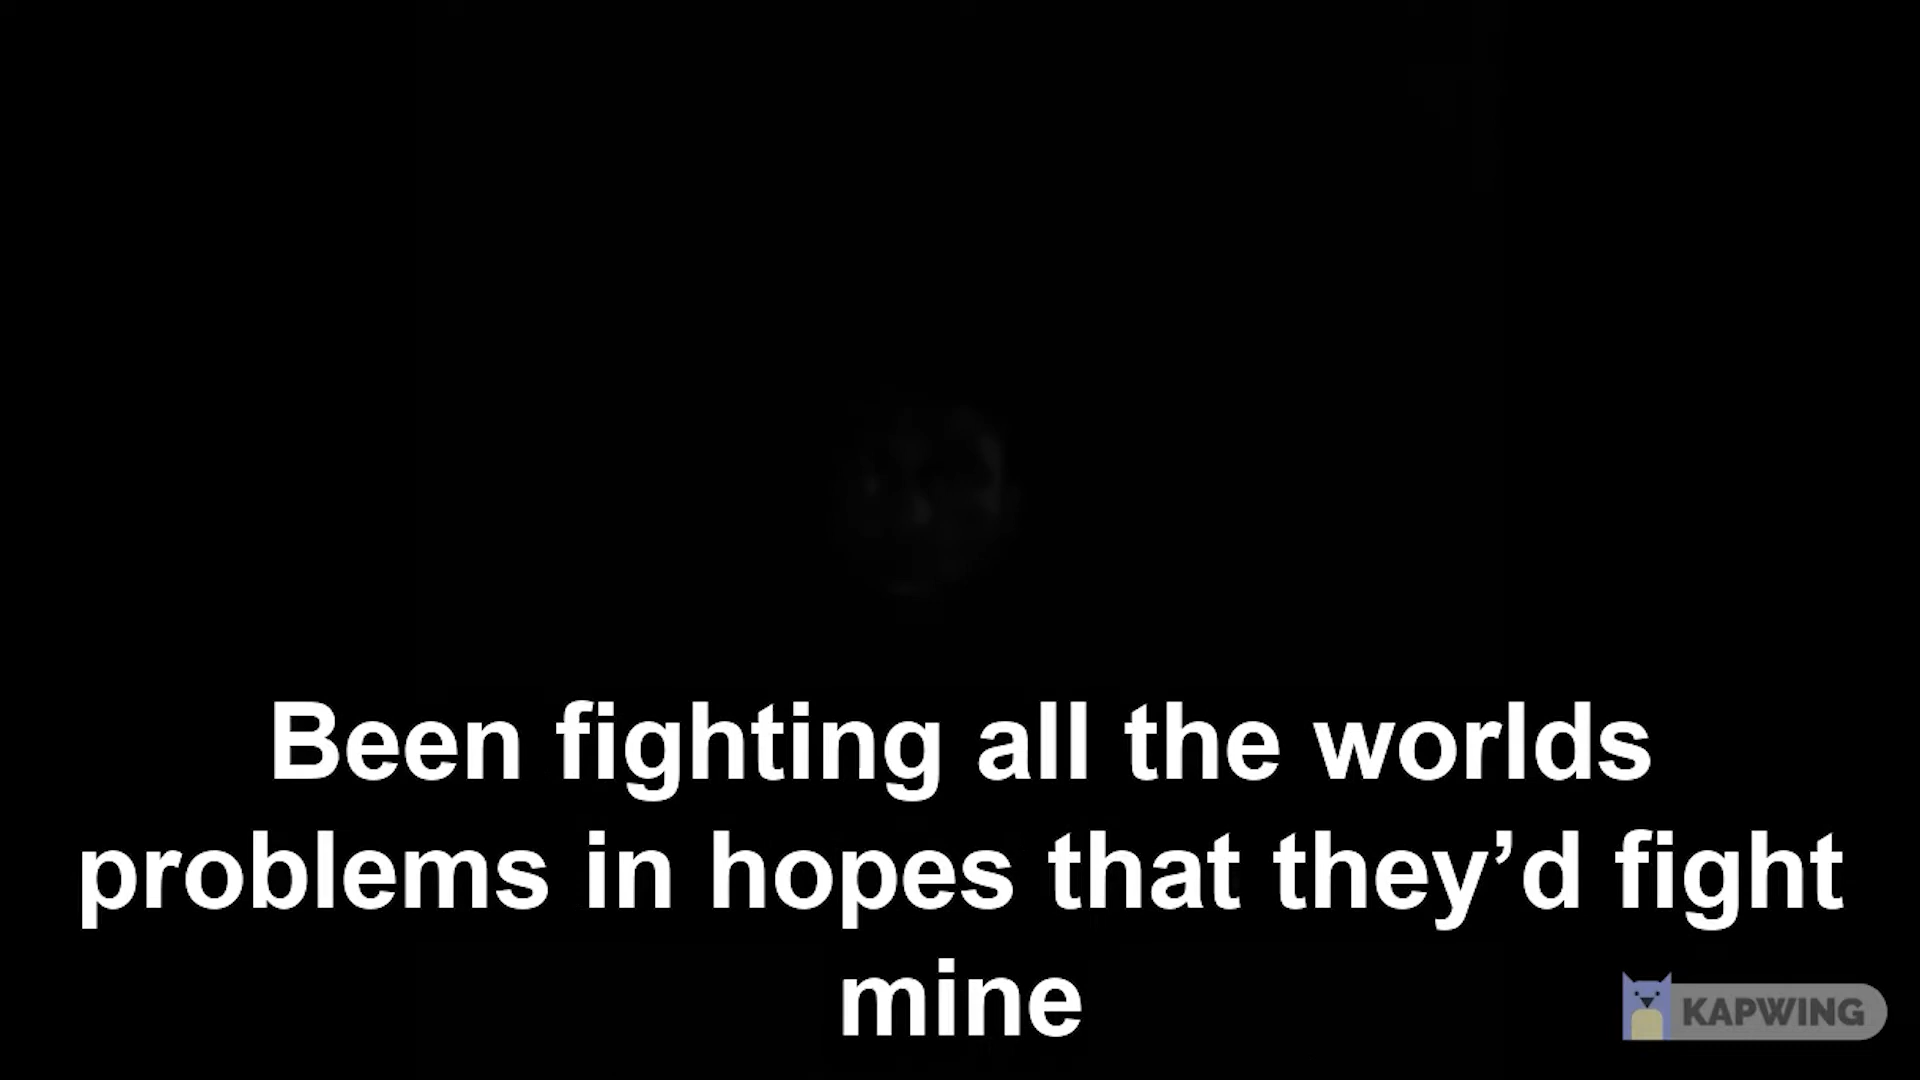 Been fighting all the worlds
problems in hopes that they’d fight
mine
KAPWING